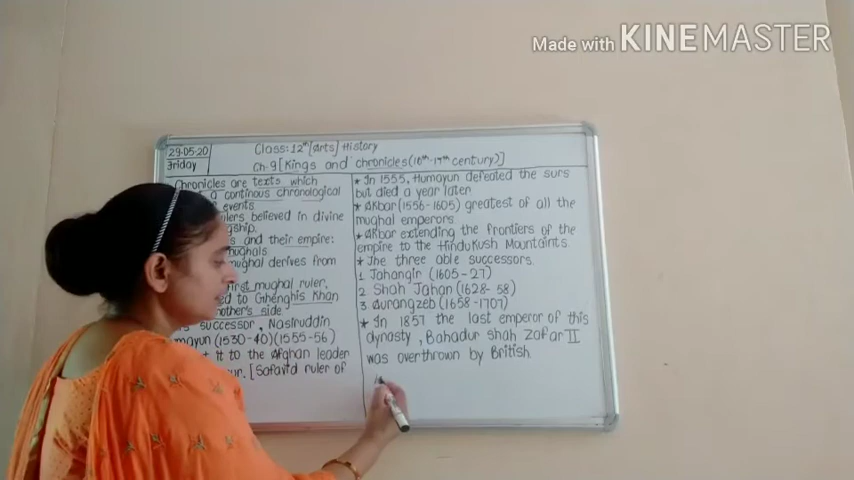 Made with KINEMASTER
29-05-20
Friday
Class:12th [Arts] History
Ch-9 [Kings and chronicles (16th-17th century)]
Chronicles are texts which
a continous chronological
events
rulers believed in divine
ship.
s and their empire:
mughals
mughal derives from
First mughal ruler,
ed to Ghenghis Khan
mother's side
s successor, Nasiruddin
mayun (1530-40)(1555-56)
it to the Afghan leader
ur. [Safavid ruler of
* In 1555, Humayun defeated the surs
but died a year later.
* Akbar (1556-1605) greatest of all the
mughal emperors.
* Akbar extending the frontiers of the
empire to the Hindukush Mountaints.
* The three able successors.
1 Jahangir (1605-27)
2 Shah Jahan (1628-58)
3 Aurangzeb (1658-1707)
* In 1857 the last emperor of this
dynasty, Bahadur shah Zafar II
was overthrown by British.